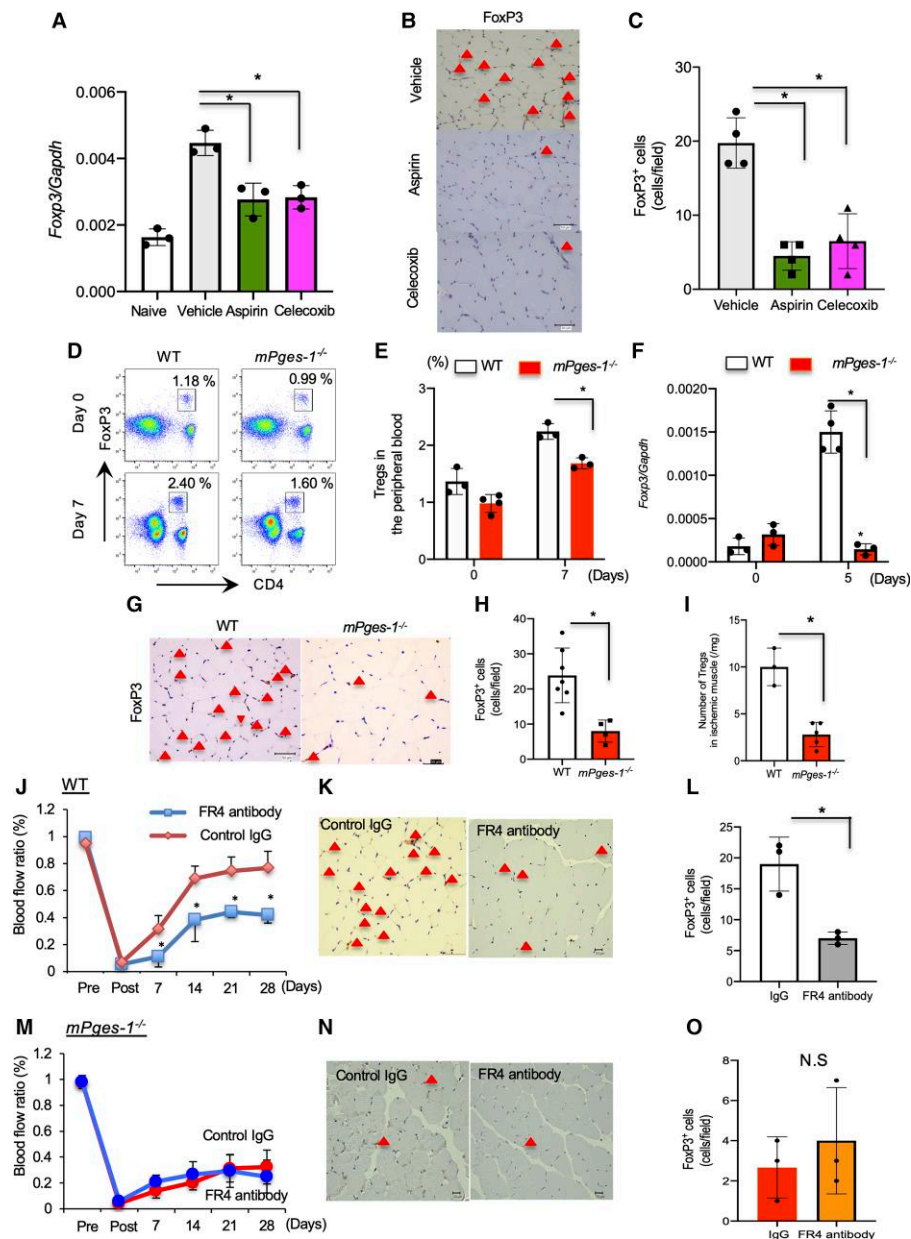 A
Foxp3/Gapdh
0.006
0.004
0.002
0.000
*
*
Naive Vehicle Aspirin Celecoxib
B
FoxP3
Vehicle
Aspirin
Celecoxib
C
FoxP3+ cells
(cells/field)
30
20
10
0
*
*
Vehicle Aspirin Celecoxib
D
WT mPges-1-/-
Day 0
Day 7
FoxP3
1.18 %
0.99 %
2.40 %
1.60 %
CD4
E
(%)
WT mPges-1-/-
Tregs in
the peripheral blood
3
2
1
0
*
0 7 (Days)
F
WT mPges-1-/-
Foxp3/Gapdh
0.0020
0.0015
0.0010
0.0005
0.0000
*
*
0 5 (Days)
G
WT mPges-1-/-
FoxP3
H
FoxP3+ cells
(cells/field)
40
30
20
10
0
*
WT mPges-1-/-
I
Number of Tregs
in ischemic muscle (/mg)
15
10
5
0
*
WT mPges-1-/-
J WT
Blood flow ratio (%)
1.2
1
0.8
0.6
0.4
0.2
0
FR4 antibody
Control IgG
* * * *
Pre Post 7 14 21 28 (Days)
K
Control IgG FR4 antibody
L
FoxP3+ cells
(cells/field)
25
20
15
10
5
0
*
IgG FR4 antibody
M mPges-1-/-
Blood flow ratio (%)
1.2
1
0.8
0.6
0.4
0.2
0
Control IgG
FR4 antibody
Pre Post 7 14 21 28 (Days)
N
Control IgG FR4 antibody
O
FoxP3+ cells
(cells/field)
8
6
4
2
0
N.S
IgG FR4 antibody